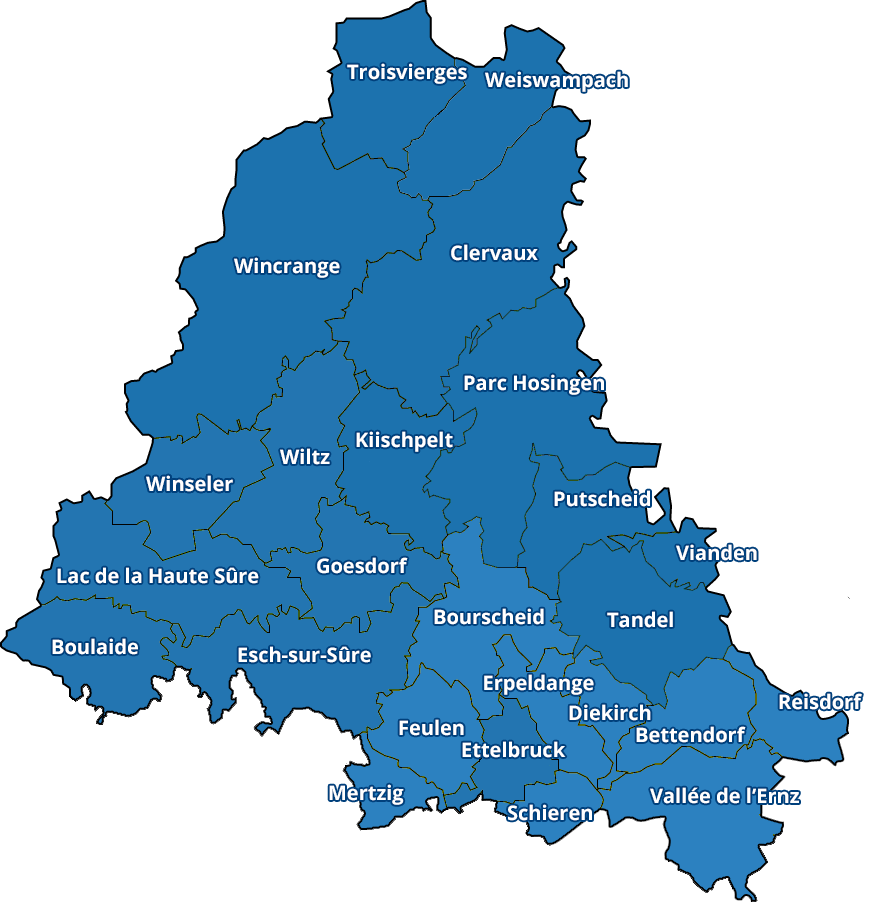 Troisvierges
Weiswampach
Clervaux
Wincrange
Parc Hosingen
Kiischpelt
Wiltz
Winseler
Putscheid
Vianden
Goesdorf
Lac de la Haute Sûre
Bourscheid
Tandel
Boulaide
Esch-sur-Sûre
Erpeldange
Reisdorf
Diekirch
Feulen
Bettendorf
Ettelbruck
Mertzig
Vallée de l’Ernz
Schieren